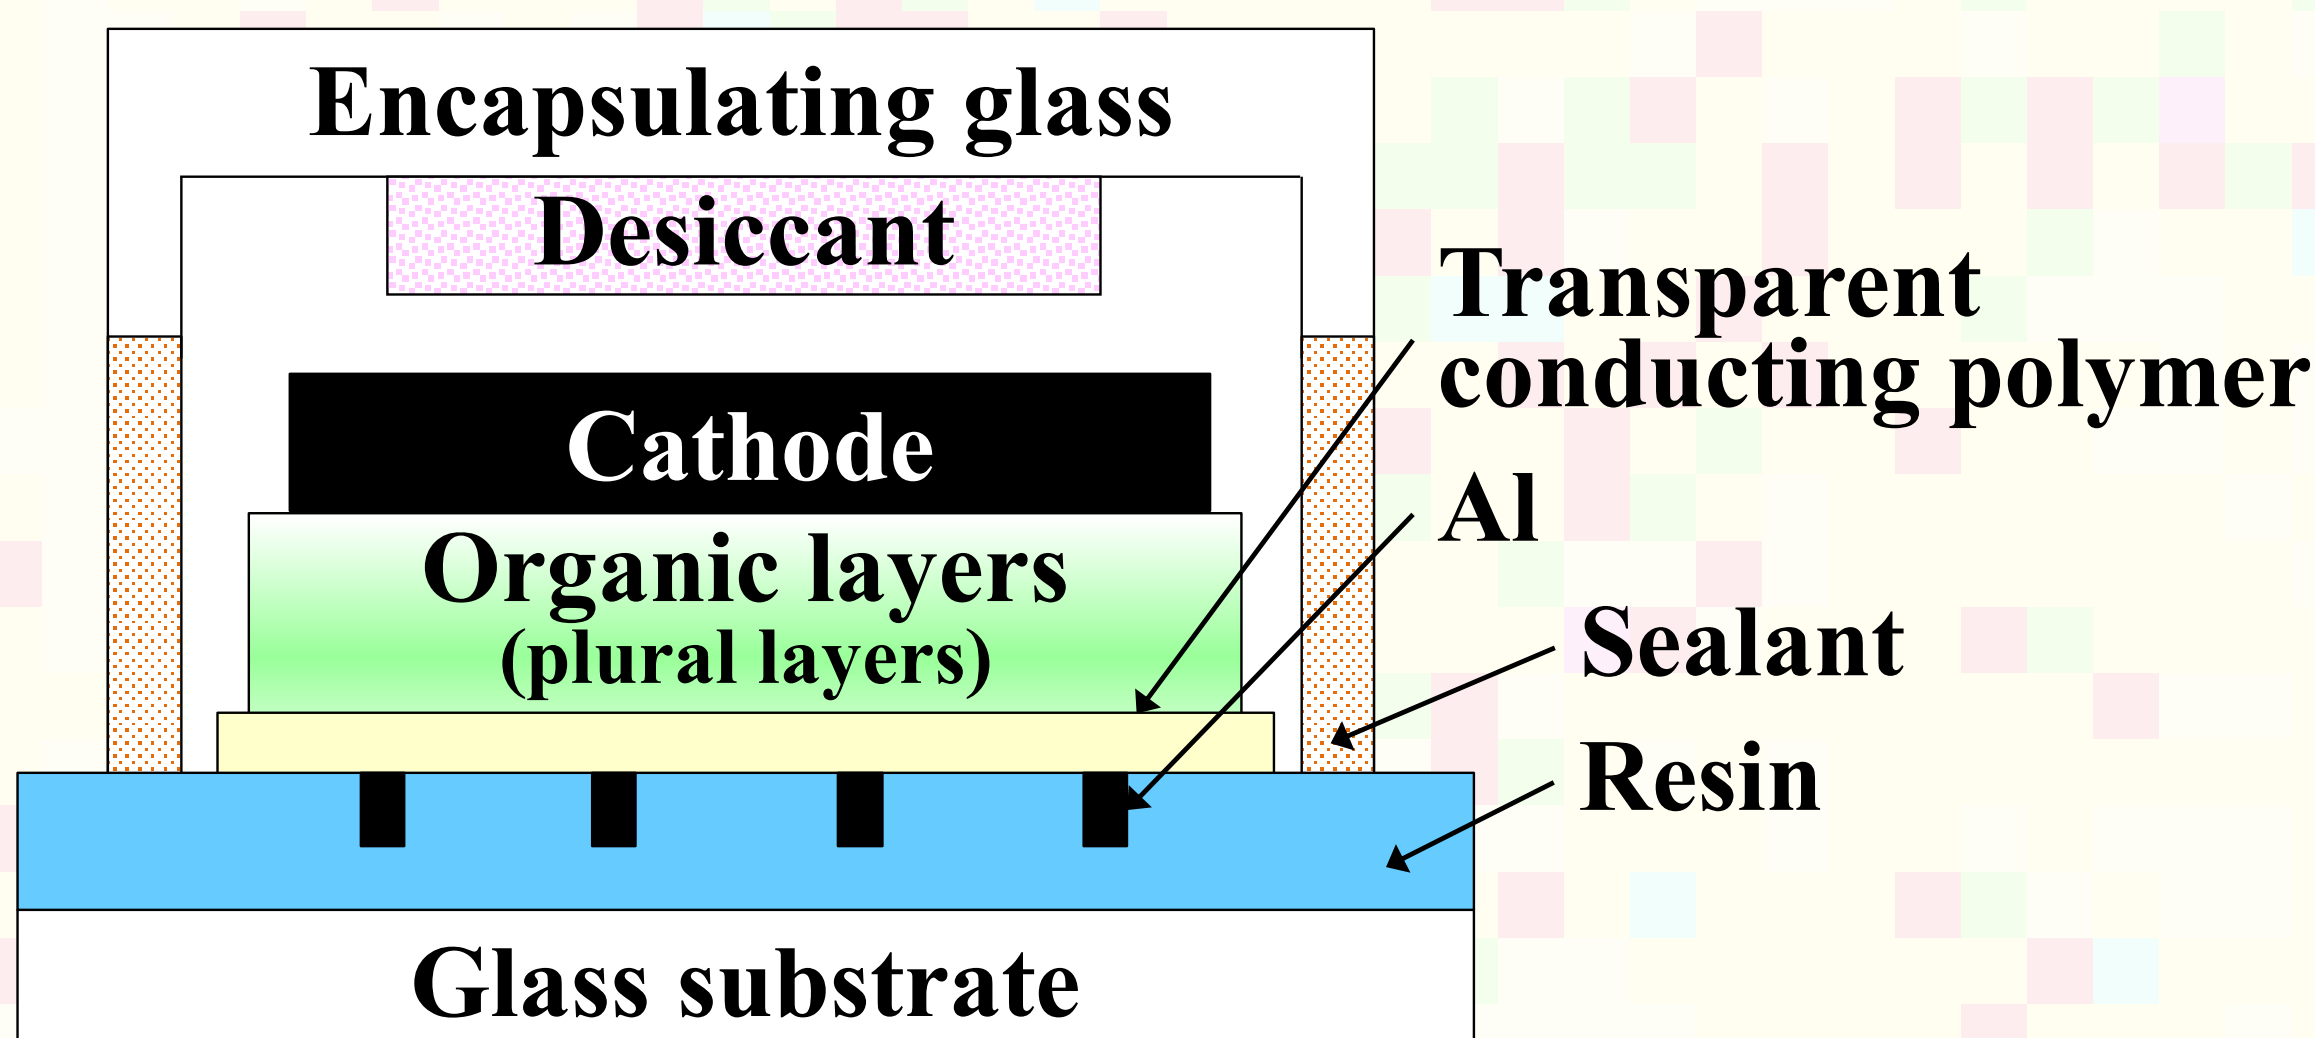 Encapsulating glass
Desiccant
Transparent
conducting polymer
Cathode
Al
Organic layers
(plural layers)
Sealant
Resin
Glass substrate